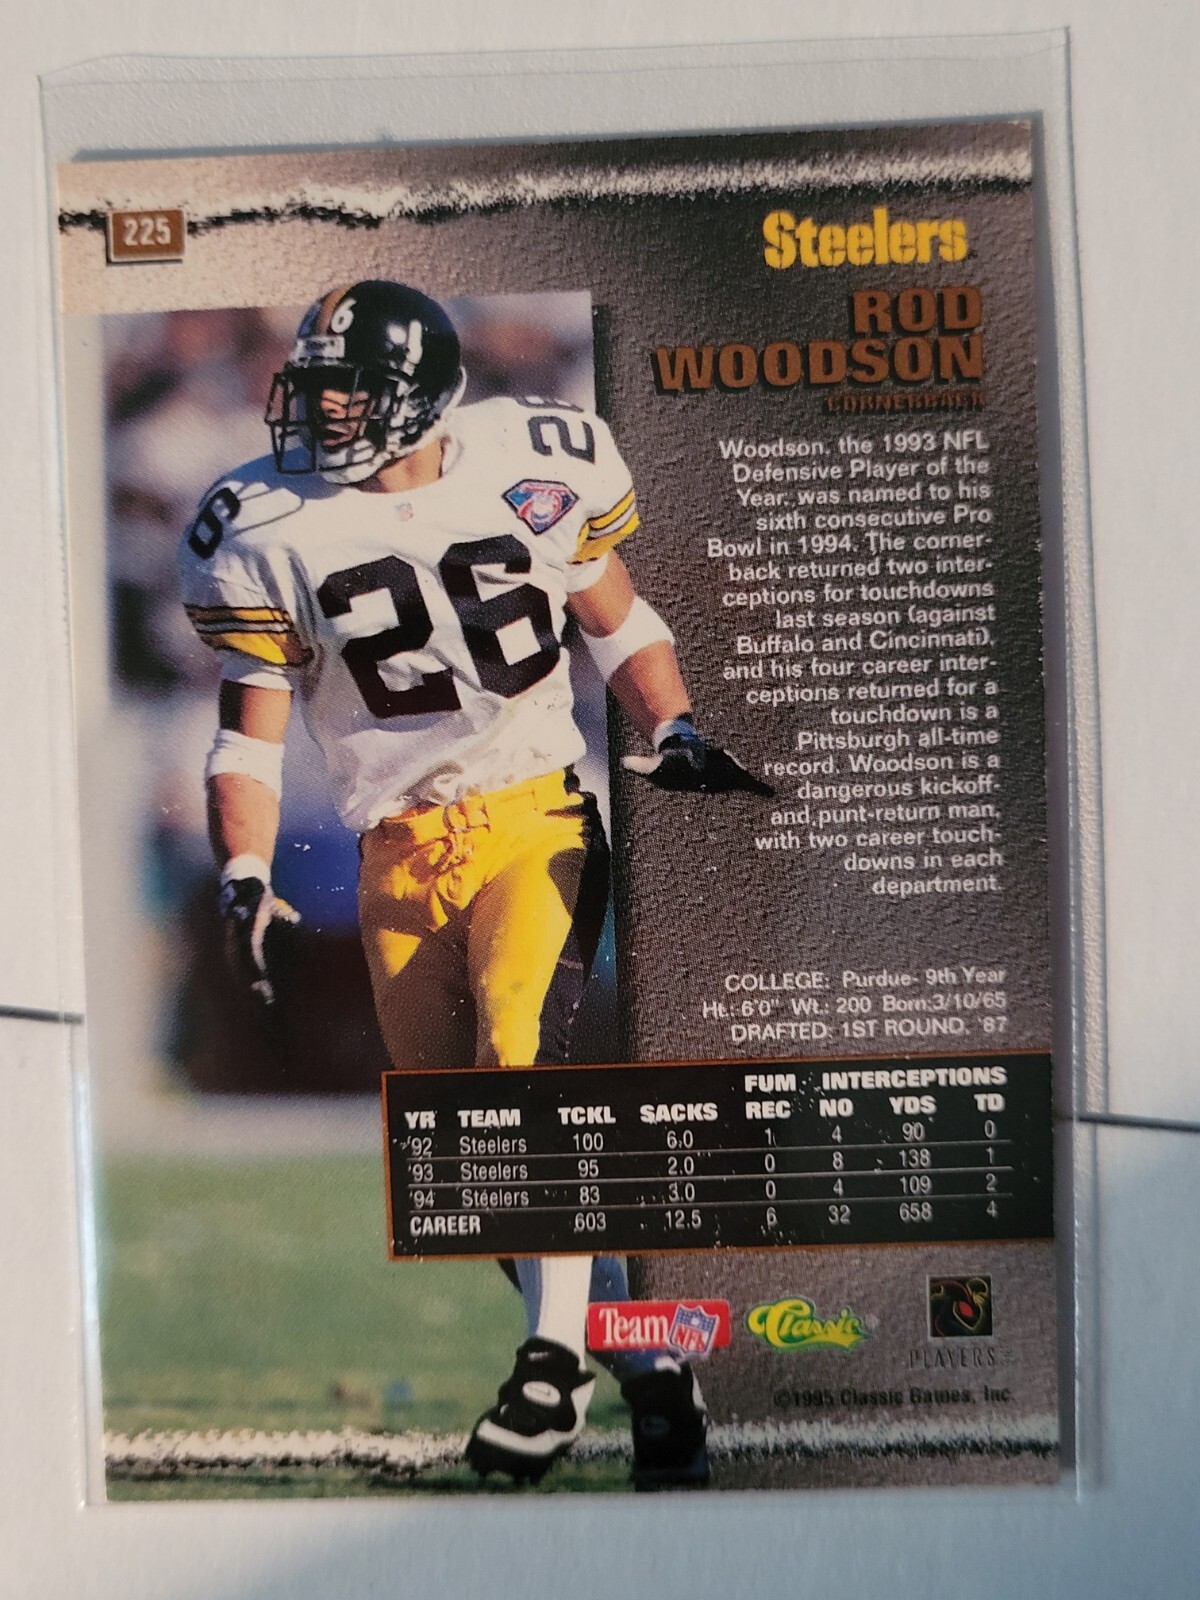 225
Steelers
ROD
WOODSON
CORNERBACK
Woodson, the 1993 NFL
Defensive Player of the
Year, was named to his
sixth consecutive Pro
Bowl in 1994. The corner-
back returned two inter-
ceptions for touchdowns
last season (against
Buffalo and Cincinnati),
and his four career inter-
ceptions returned for a
touchdown is a
Pittsburgh all-time
record. Woodson is a
dangerous kickoff-
and punt-return man,
with two career touch-
downs in each
department.
6
26
26
26
75
COLLEGE: Purdue- 9th Year
Ht.: 6'0" Wt.: 200 Born:3/10/65
DRAFTED: 1ST ROUND, '87
FUM INTERCEPTIONS
YR TEAM TCKL SACKS REC NO YDS TD
'92 Steelers 100 6.0 1 4 90 0
'93 Steelers 95 2.0 0 8 138 1
'94 Steelers 83 3.0 0 4 109 2
CAREER 603 12.5 6 32 658 4
Team NFL Classic®
PLAYERS
©1995 Classic Games, Inc.